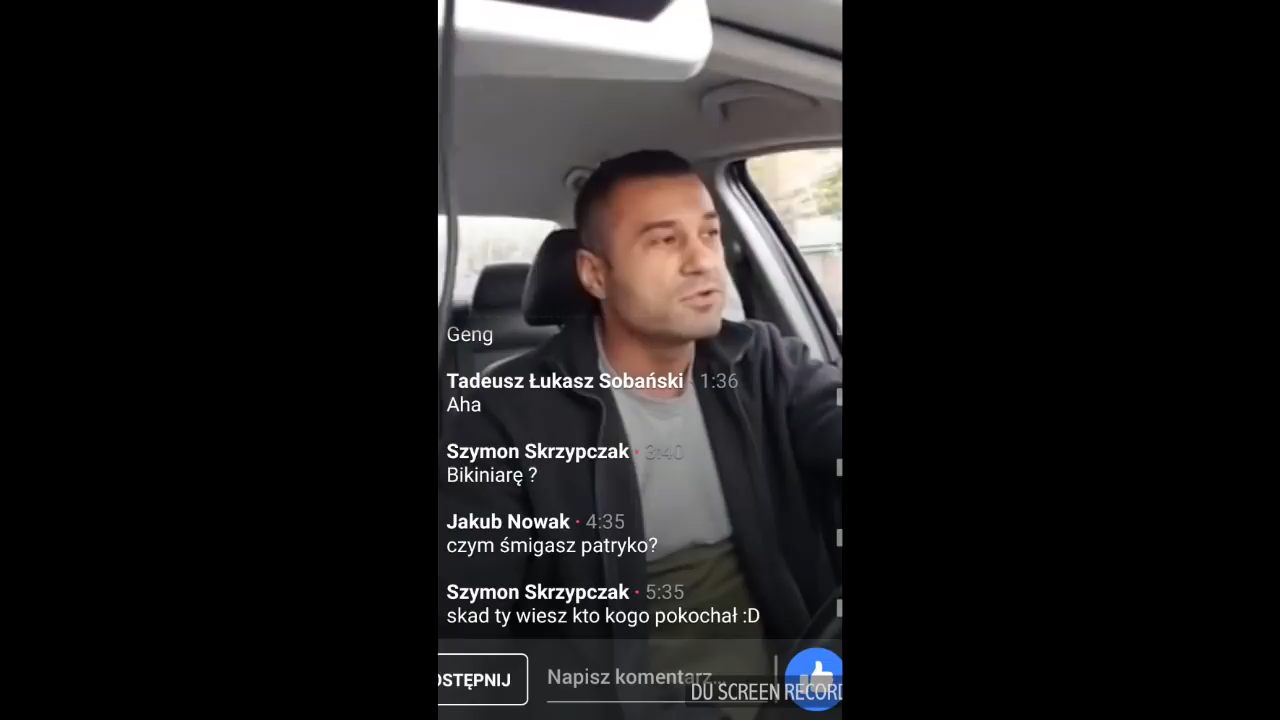 Geng
Tadeusz Łukasz Sobański · 1:36
Aha
Szymon Skrzypczak · 3:40
Bikiniarę ?
Jakub Nowak · 4:35
czym śmigasz patryko?
Szymon Skrzypczak · 5:35
skad ty wiesz kto kogo pokochał :D
OSTĘPNIJ
Napisz komentarz...
DU SCREEN RECORD